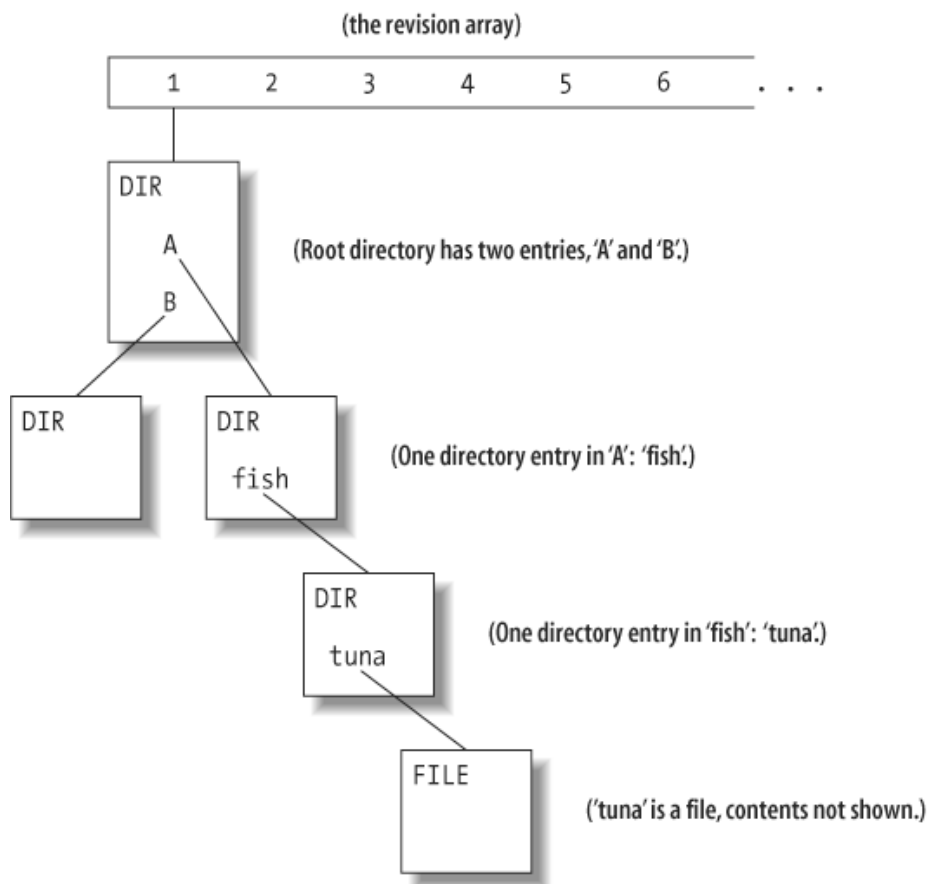 (the revision array)
1 2 3 4 5 6 . . .
DIR
A
(Root directory has two entries, ‘A’ and ‘B’.)
B
DIR
DIR
fish
(One directory entry in ‘A’: ‘fish’.)
DIR
tuna
(One directory entry in ‘fish’: ‘tuna’.)
FILE
(‘tuna’ is a file, contents not shown.)